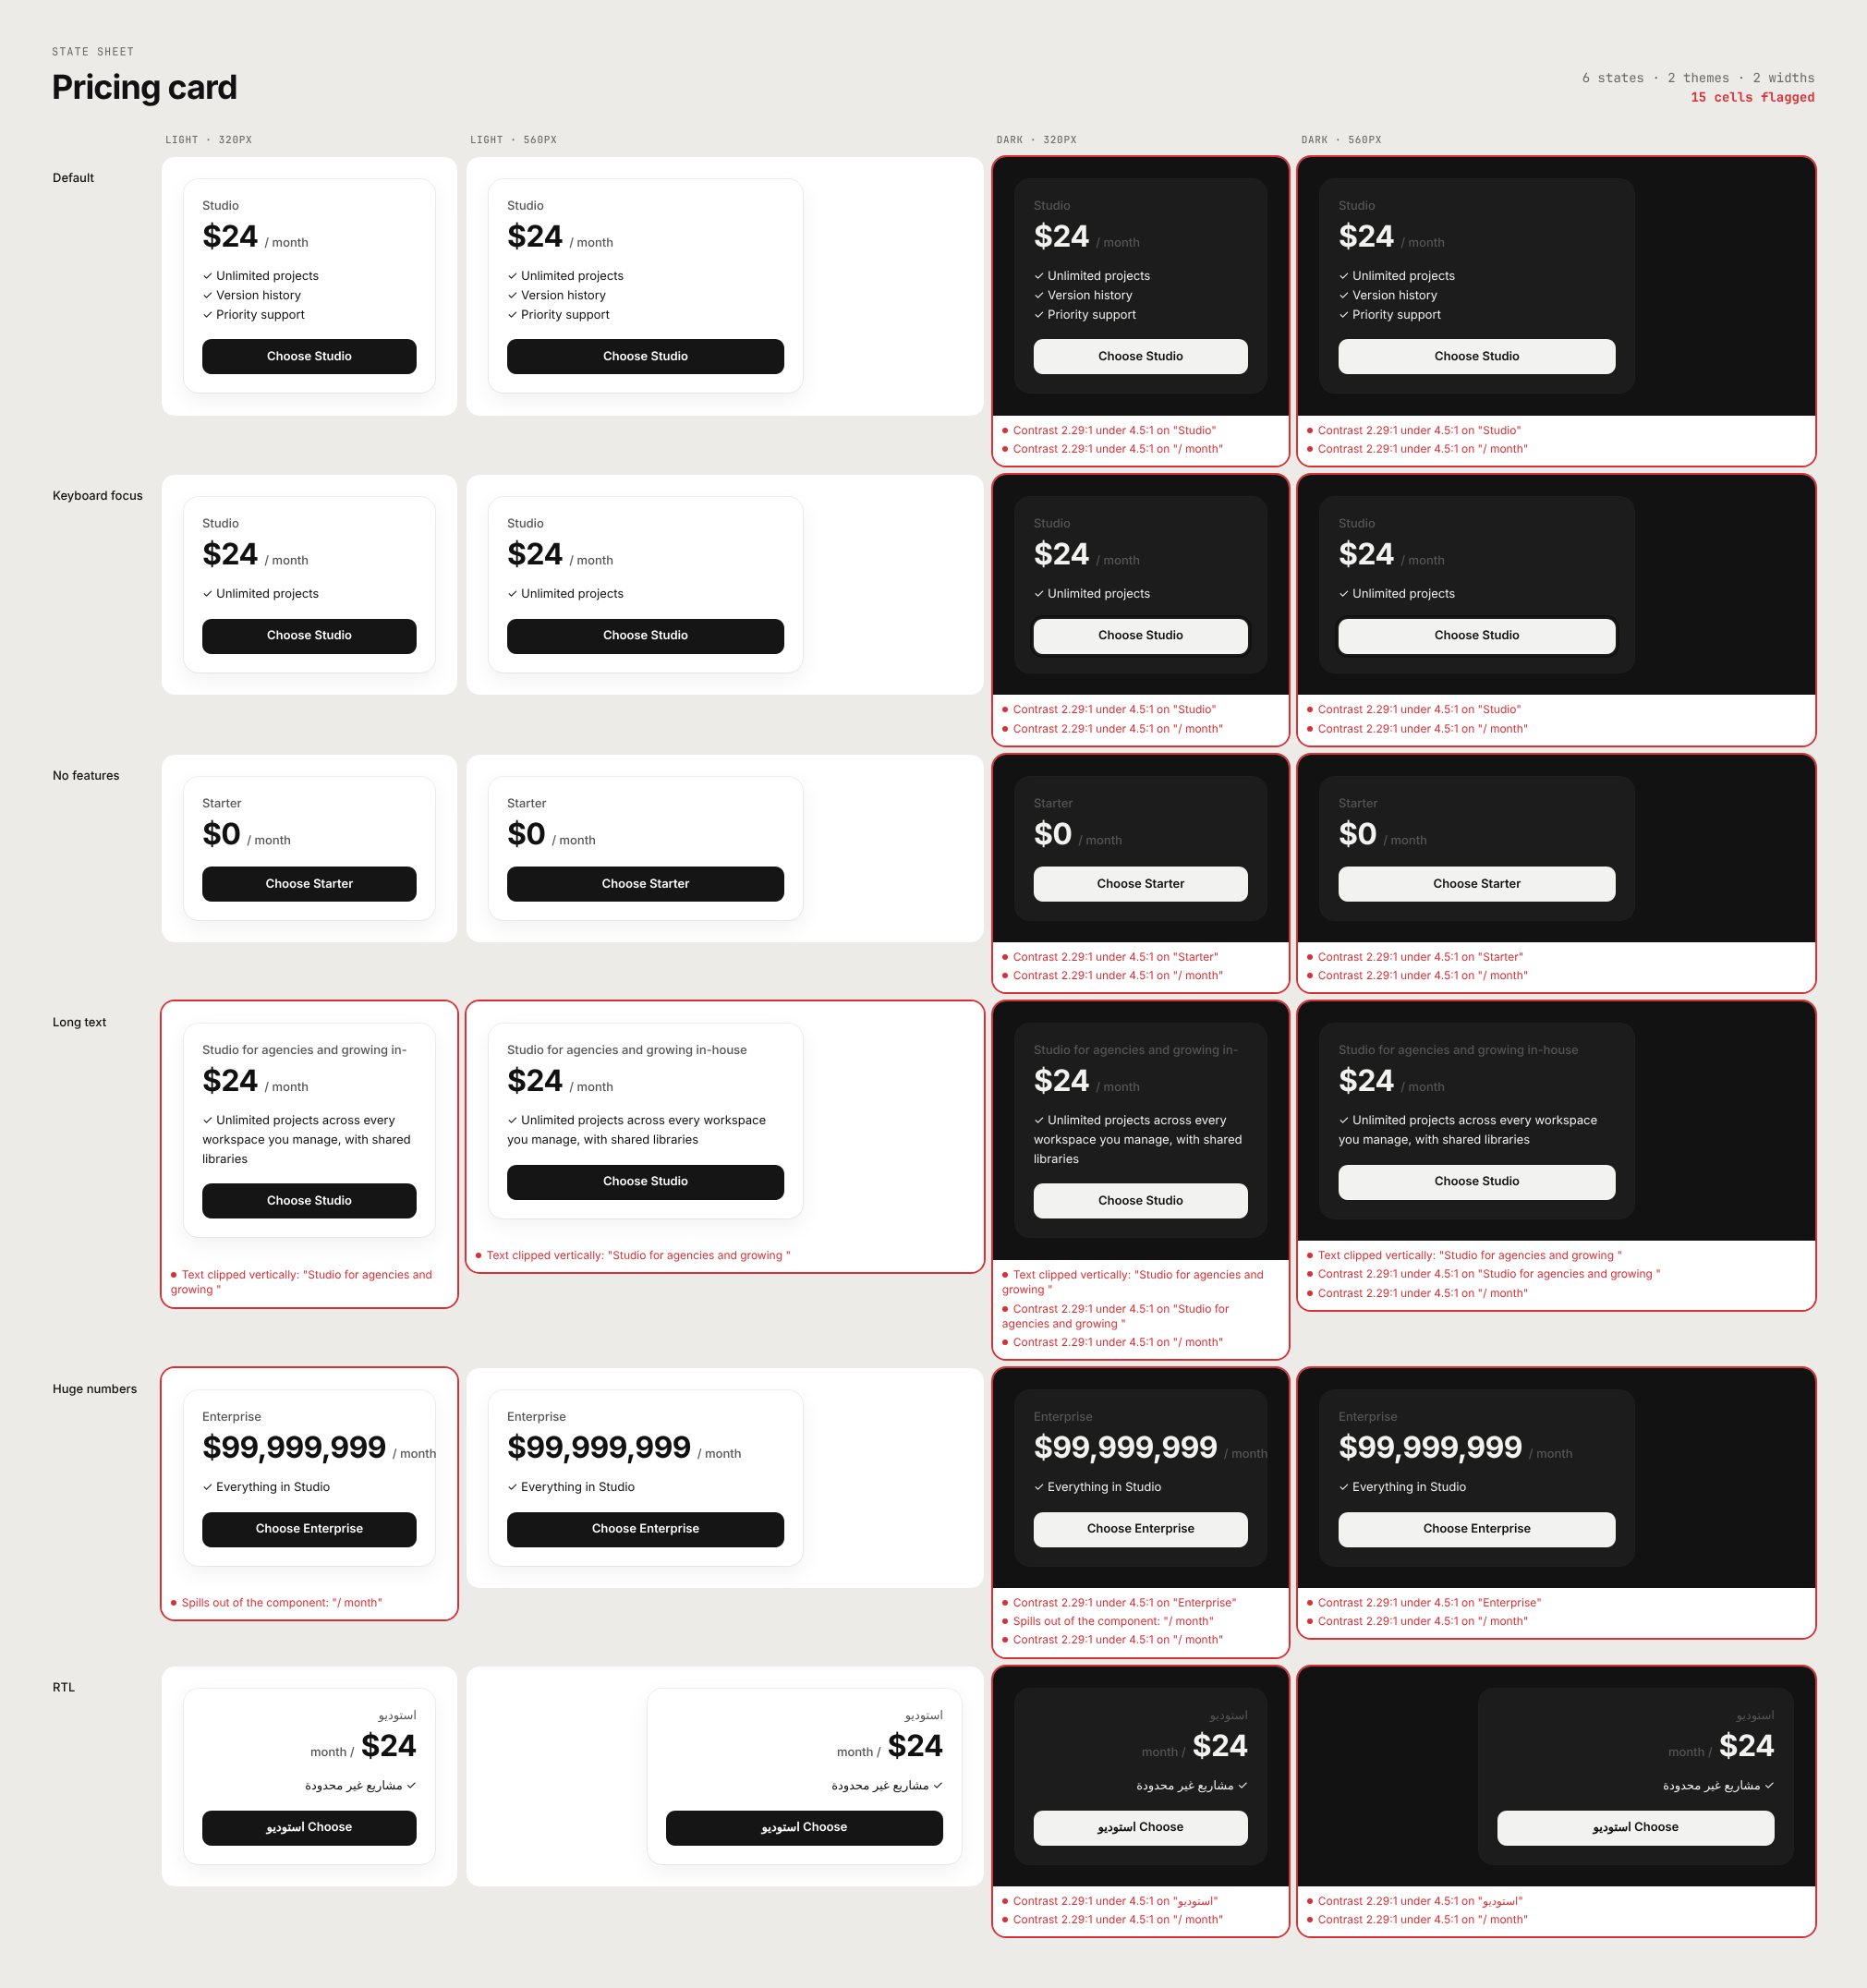 STATE SHEET
Pricing card
6 states · 2 themes · 2 widths
15 cells flagged
LIGHT · 320PX
LIGHT · 560PX
DARK · 320PX
DARK · 560PX
Default
Studio
$24 / month
✓ Unlimited projects
✓ Version history
✓ Priority support
Choose Studio
Studio
$24 / month
✓ Unlimited projects
✓ Version history
✓ Priority support
Choose Studio
Studio
$24 / month
✓ Unlimited projects
✓ Version history
✓ Priority support
Choose Studio
Contrast 2.29:1 under 4.5:1 on "Studio"
Contrast 2.29:1 under 4.5:1 on "/ month"
Studio
$24 / month
✓ Unlimited projects
✓ Version history
✓ Priority support
Choose Studio
Contrast 2.29:1 under 4.5:1 on "Studio"
Contrast 2.29:1 under 4.5:1 on "/ month"
Keyboard focus
Studio
$24 / month
✓ Unlimited projects
Choose Studio
Studio
$24 / month
✓ Unlimited projects
Choose Studio
Studio
$24 / month
✓ Unlimited projects
Choose Studio
Contrast 2.29:1 under 4.5:1 on "Studio"
Contrast 2.29:1 under 4.5:1 on "/ month"
Studio
$24 / month
✓ Unlimited projects
Choose Studio
Contrast 2.29:1 under 4.5:1 on "Studio"
Contrast 2.29:1 under 4.5:1 on "/ month"
No features
Starter
$0 / month
Choose Starter
Starter
$0 / month
Choose Starter
Starter
$0 / month
Choose Starter
Contrast 2.29:1 under 4.5:1 on "Starter"
Contrast 2.29:1 under 4.5:1 on "/ month"
Starter
$0 / month
Choose Starter
Contrast 2.29:1 under 4.5:1 on "Starter"
Contrast 2.29:1 under 4.5:1 on "/ month"
Long text
Studio for agencies and growing in-
$24 / month
✓ Unlimited projects across every
workspace you manage, with shared
libraries
Choose Studio
Text clipped vertically: "Studio for agencies and
growing "
Studio for agencies and growing in-house
$24 / month
✓ Unlimited projects across every workspace
you manage, with shared libraries
Choose Studio
Text clipped vertically: "Studio for agencies and growing "
Studio for agencies and growing in-
$24 / month
✓ Unlimited projects across every
workspace you manage, with shared
libraries
Choose Studio
Text clipped vertically: "Studio for agencies and
growing "
Contrast 2.29:1 under 4.5:1 on "Studio for
agencies and growing "
Contrast 2.29:1 under 4.5:1 on "/ month"
Studio for agencies and growing in-house
$24 / month
✓ Unlimited projects across every workspace
you manage, with shared libraries
Choose Studio
Text clipped vertically: "Studio for agencies and growing "
Contrast 2.29:1 under 4.5:1 on "Studio for agencies and growing "
Contrast 2.29:1 under 4.5:1 on "/ month"
Huge numbers
Enterprise
$99,999,999 / month
✓ Everything in Studio
Choose Enterprise
Spills out of the component: "/ month"
Enterprise
$99,999,999 / month
✓ Everything in Studio
Choose Enterprise
Enterprise
$99,999,999 / month
✓ Everything in Studio
Choose Enterprise
Contrast 2.29:1 under 4.5:1 on "Enterprise"
Spills out of the component: "/ month"
Contrast 2.29:1 under 4.5:1 on "/ month"
Enterprise
$99,999,999 / month
✓ Everything in Studio
Choose Enterprise
Contrast 2.29:1 under 4.5:1 on "Enterprise"
Contrast 2.29:1 under 4.5:1 on "/ month"
RTL
استوديو
$24 / month
✓ مشاريع غير محدودة
Choose استوديو
استوديو
$24 / month
✓ مشاريع غير محدودة
Choose استوديو
استوديو
$24 / month
✓ مشاريع غير محدودة
Choose استوديو
Contrast 2.29:1 under 4.5:1 on "استوديو"
Contrast 2.29:1 under 4.5:1 on "/ month"
استوديو
$24 / month
✓ مشاريع غير محدودة
Choose استوديو
Contrast 2.29:1 under 4.5:1 on "استوديو"
Contrast 2.29:1 under 4.5:1 on "/ month"